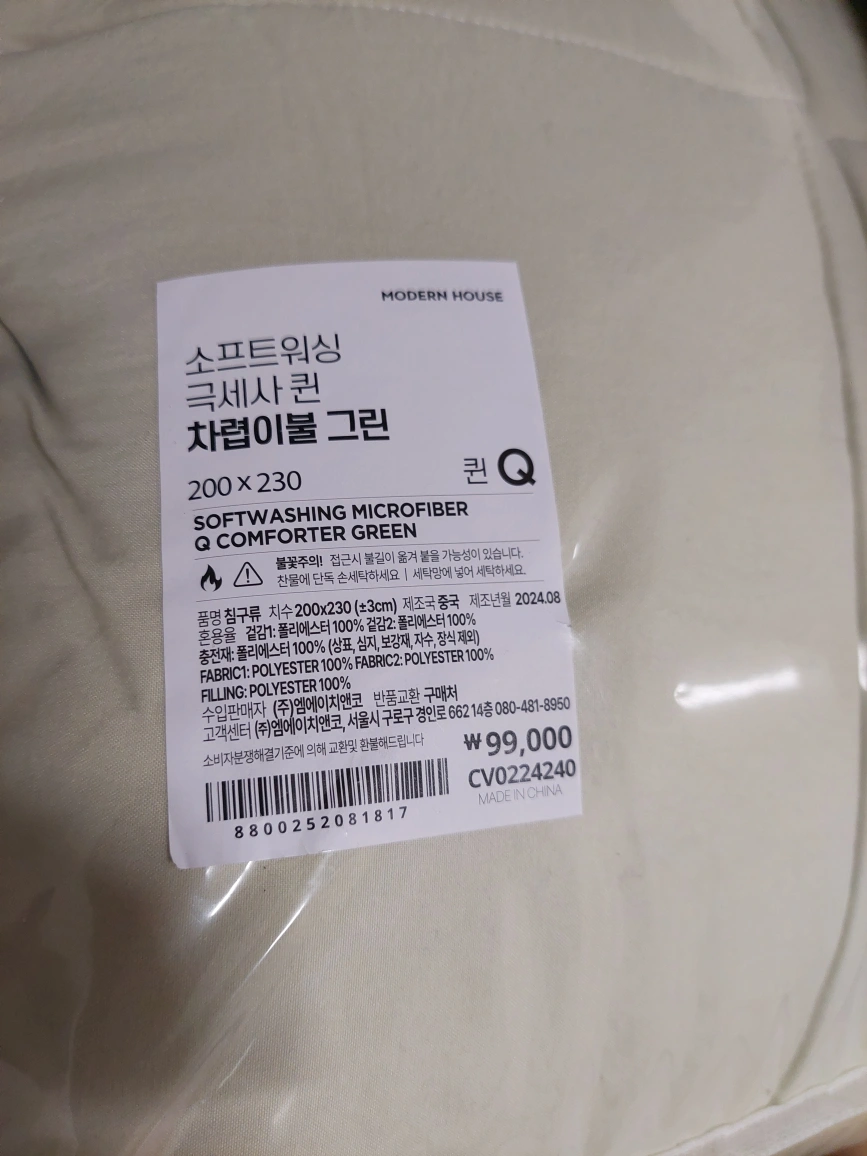 MODERN HOUSE
소프트워싱
극세사 퀸
차렵이불 그린
200 x 230
퀸 Q
SOFTWASHING MICROFIBER
Q COMFORTER GREEN
불꽃주의! 접근시 불길이 옮겨 붙을 가능성이 있습니다.
찬물에 단독 손세탁하세요 | 세탁망에 넣어 세탁하세요.
품명 침구류 치수 200x230 (±3cm) 제조국 중국 제조년월 2024.08
혼용율 겉감1: 폴리에스터 100% 겉감2: 폴리에스터 100%
충전재: 폴리에스터 100% (상표, 심지, 보강재, 자수, 장식 제외)
FABRIC1: POLYESTER 100% FABRIC2: POLYESTER 100%
FILLING: POLYESTER 100%
수입판매자 (주)엠에이치앤코 반품교환 구매처
고객센터 (주)엠에이치앤코, 서울시 구로구 경인로 662 14층 080-481-8950
소비자분쟁해결기준에 의해 교환및 환불해드립니다
₩99,000
CV0224240
MADE IN CHINA
8800252081817